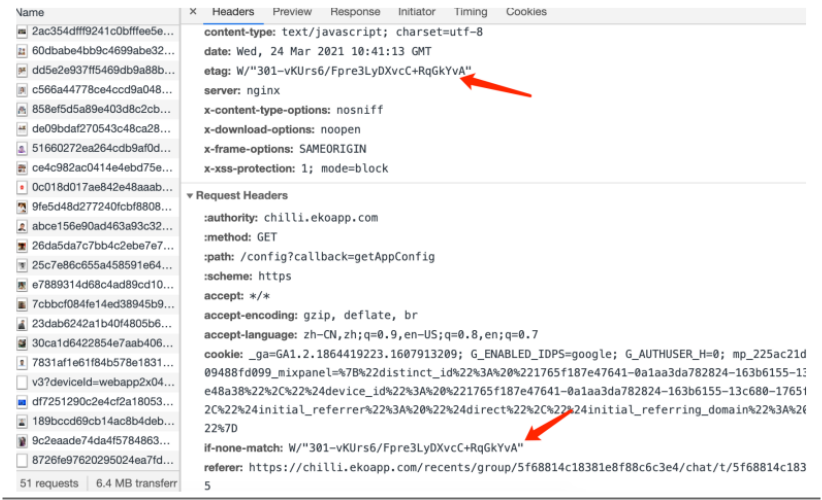 Name
× Headers Preview Response Initiator Timing Cookies
2ac354dfff9241c0bfffee5e...
60dbabe4bb9c4699abe32...
dd5e2e937ff5469db9a88b...
c566a44778ce4ccd9a048...
858ef5d5a89e403d8c2cb...
de09bdaf270543c48ca28...
51660272ea264cdb9af0d...
ce4c982ac0414e4ebd75e...
0c018d017ae842e48aaab...
9fe5d48d277240fcbf8808...
abce156e90ad463a93c32...
26da5da7c7bb4c2ebe7e7...
25c7e86c655a458591e64...
e7889314d68c4ad89cd10...
7cbbcf084fe14ed38945b9...
23dab6242a1b40f4805b6...
30ca1d6422854e7aab406...
7831af1e61f84b578e1831...
v3?deviceId=webapp2x04...
df7251290c2e4cf2a18053...
189bccd69cb14ac8b4deb...
9c2eaade74da4f5784863...
8726fe97620295024ea7fd...
51 requests 6.4 MB transferr
content-type: text/javascript; charset=utf-8
date: Wed, 24 Mar 2021 10:41:13 GMT
etag: W/"301-vKUrs6/Fpre3LyDXvcC+RqGkYvA"
server: nginx
x-content-type-options: nosniff
x-download-options: noopen
x-frame-options: SAMEORIGIN
x-xss-protection: 1; mode=block
▼ Request Headers
:authority: chilli.ekoapp.com
:method: GET
:path: /config?callback=getAppConfig
:scheme: https
accept: */*
accept-encoding: gzip, deflate, br
accept-language: zh-CN,zh;q=0.9,en-US;q=0.8,en;q=0.7
cookie: _ga=GA1.2.1864419223.1607913209; G_ENABLED_IDPS=google; G_AUTHUSER_H=0; mp_225ac21d
09488fd099_mixpanel=%7B%22distinct_id%22%3A%20%221765f187e47641-0a1aa3da782824-163b6155-13
e48a38%22%2C%22%24device_id%22%3A%20%221765f187e47641-0a1aa3da782824-163b6155-13c680-1765f
2C%22%24initial_referrer%22%3A%20%22%24direct%22%2C%22%24initial_referring_domain%22%3A%20
22%7D
if-none-match: W/"301-vKUrs6/Fpre3LyDXvcC+RqGkYvA"
referer: https://chilli.ekoapp.com/recents/group/5f68814c18381e8f88c6c3e4/chat/t/5f68814c183
5